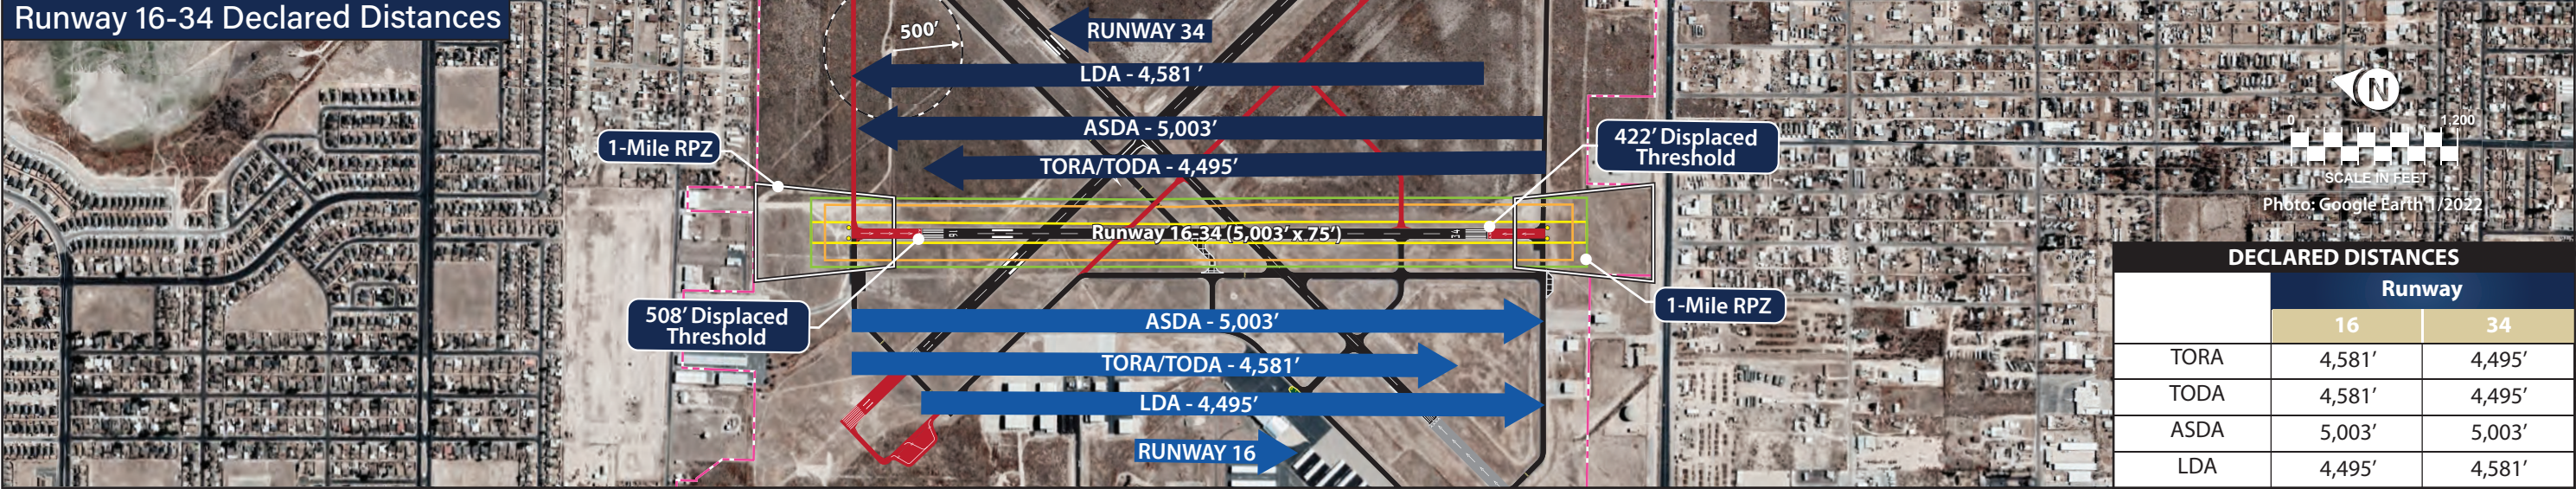 Runway 16-34 Declared Distances
500’
RUNWAY 34
LDA - 4,581 ’
ASDA - 5,003’
TORA/TODA - 4,495’
1-Mile RPZ
422’ Displaced
Threshold
N
0
1,200
SCALE IN FEET
Photo: Google Earth 1/2022
16
Runway 16-34 (5,003’ x 75’)
34
508’ Displaced
Threshold
1-Mile RPZ
ASDA - 5,003’
TORA/TODA - 4,581’
LDA - 4,495’
RUNWAY 16
DECLARED DISTANCES
Runway
16 34
TORA 4,581’ 4,495’
TODA 4,581’ 4,495’
ASDA 5,003’ 5,003’
LDA 4,495’ 4,581’